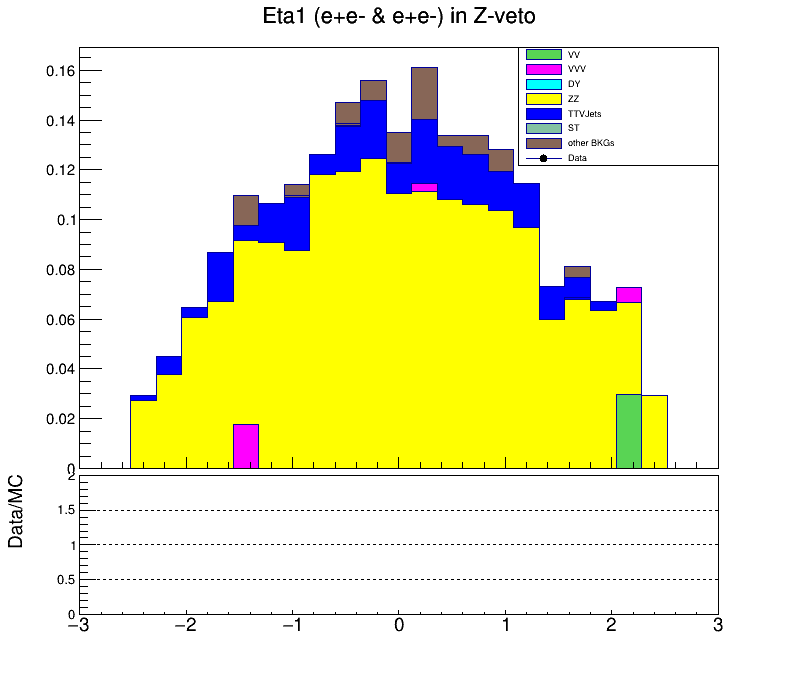 Eta1 (e+e- & e+e-) in Z-veto
0.16
0.14
0.12
0.1
0.08
0.06
0.04
0.02
0
VV
VVV
DY
ZZ
TTVJets
ST
other BKGs
Data
Data/MC
2
1.5
1
0.5
0
−3
−2
−1
0
1
2
3